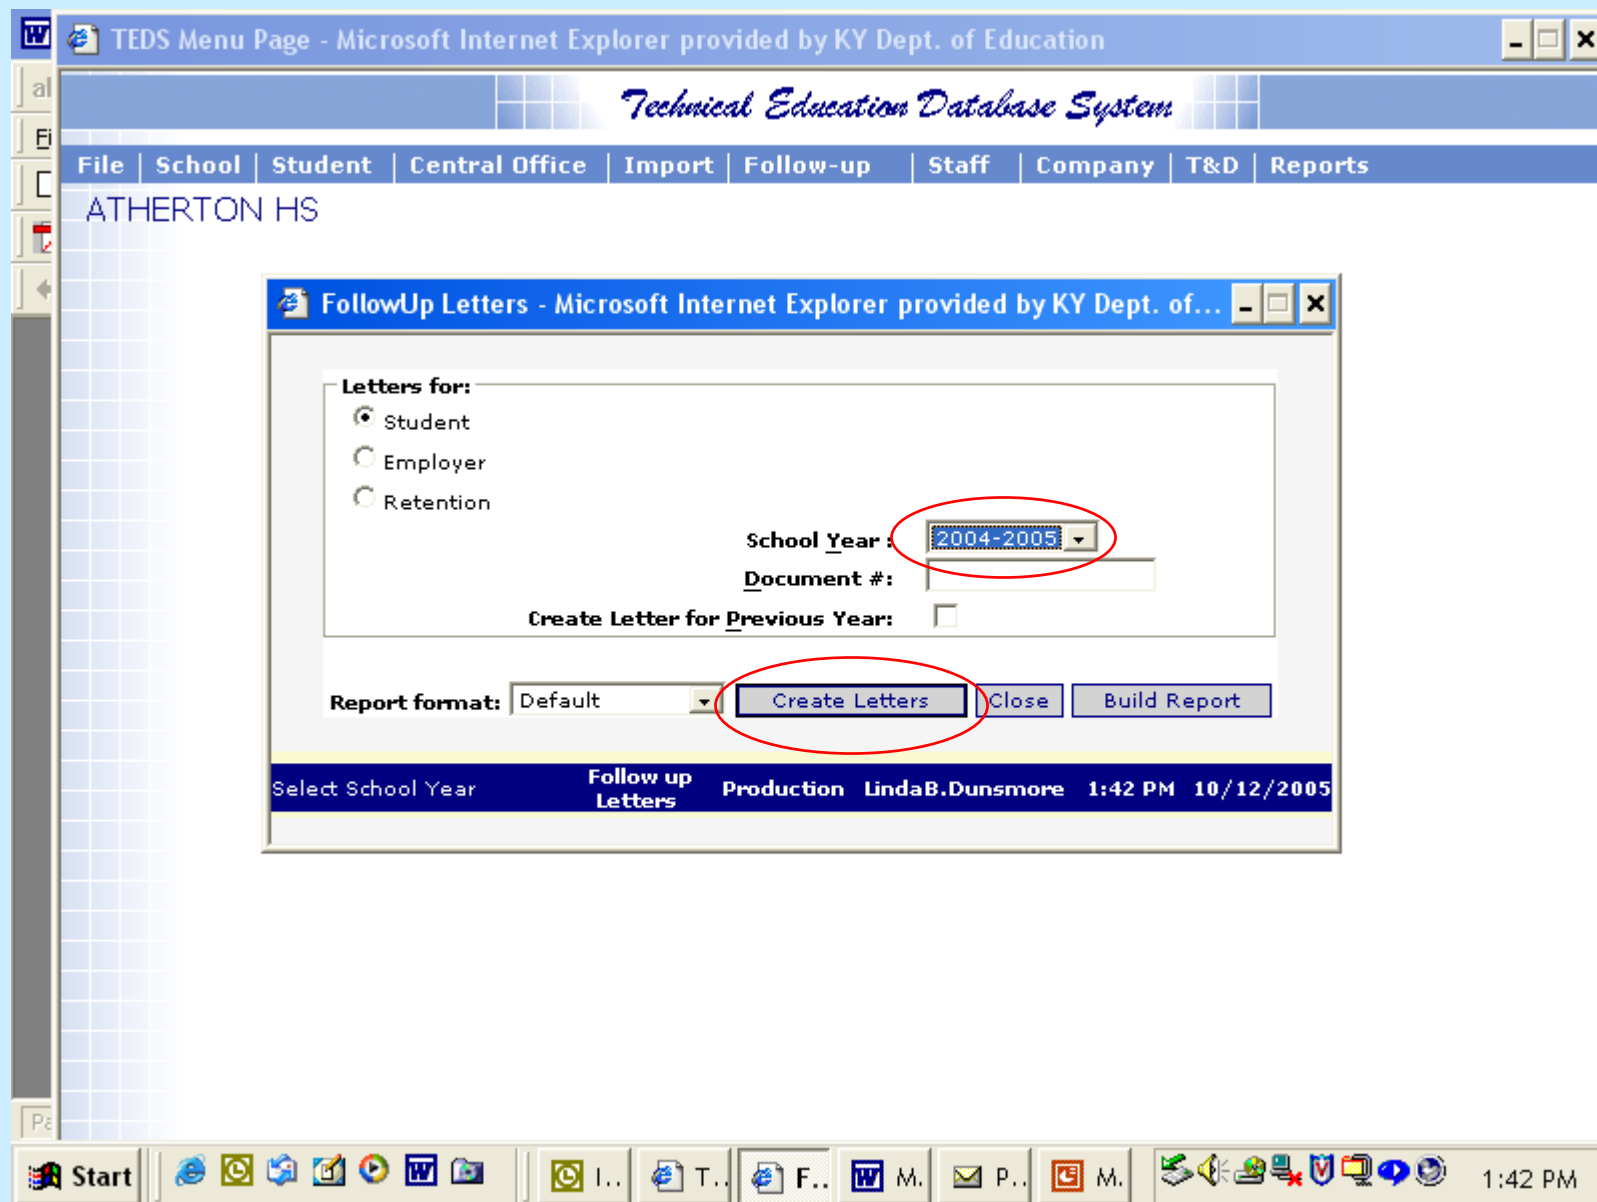 TEDS Menu Page - Microsoft Internet Explorer provided by KY Dept. of Education
Technical Education Database System
File | School | Student | Central Office | Import | Follow-up | Staff | Company | T&D | Reports
ATHERTON HS
FollowUp Letters - Microsoft Internet Explorer provided by KY Dept. of...
Letters for:
Student
Employer
Retention
School Year : 2004-2005
Document #:
Create Letter for Previous Year:
Report format: Default Create Letters Close Build Report
Select School Year Follow up Letters Production LindaB.Dunsmore 1:42 PM 10/12/2005
Start I.. T.. F.. M. P.. M. 1:42 PM